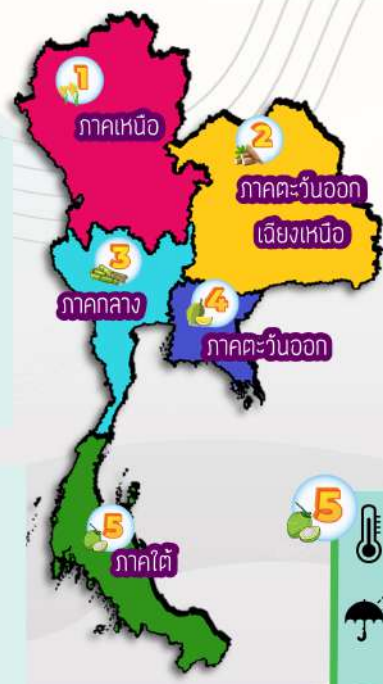 1
ภาคเหนือ
2
ภาคตะวันออก
เฉียงเหนือ
3
ภาคกลาง
4
ภาคตะวันออก
5
ภาคใต้
5